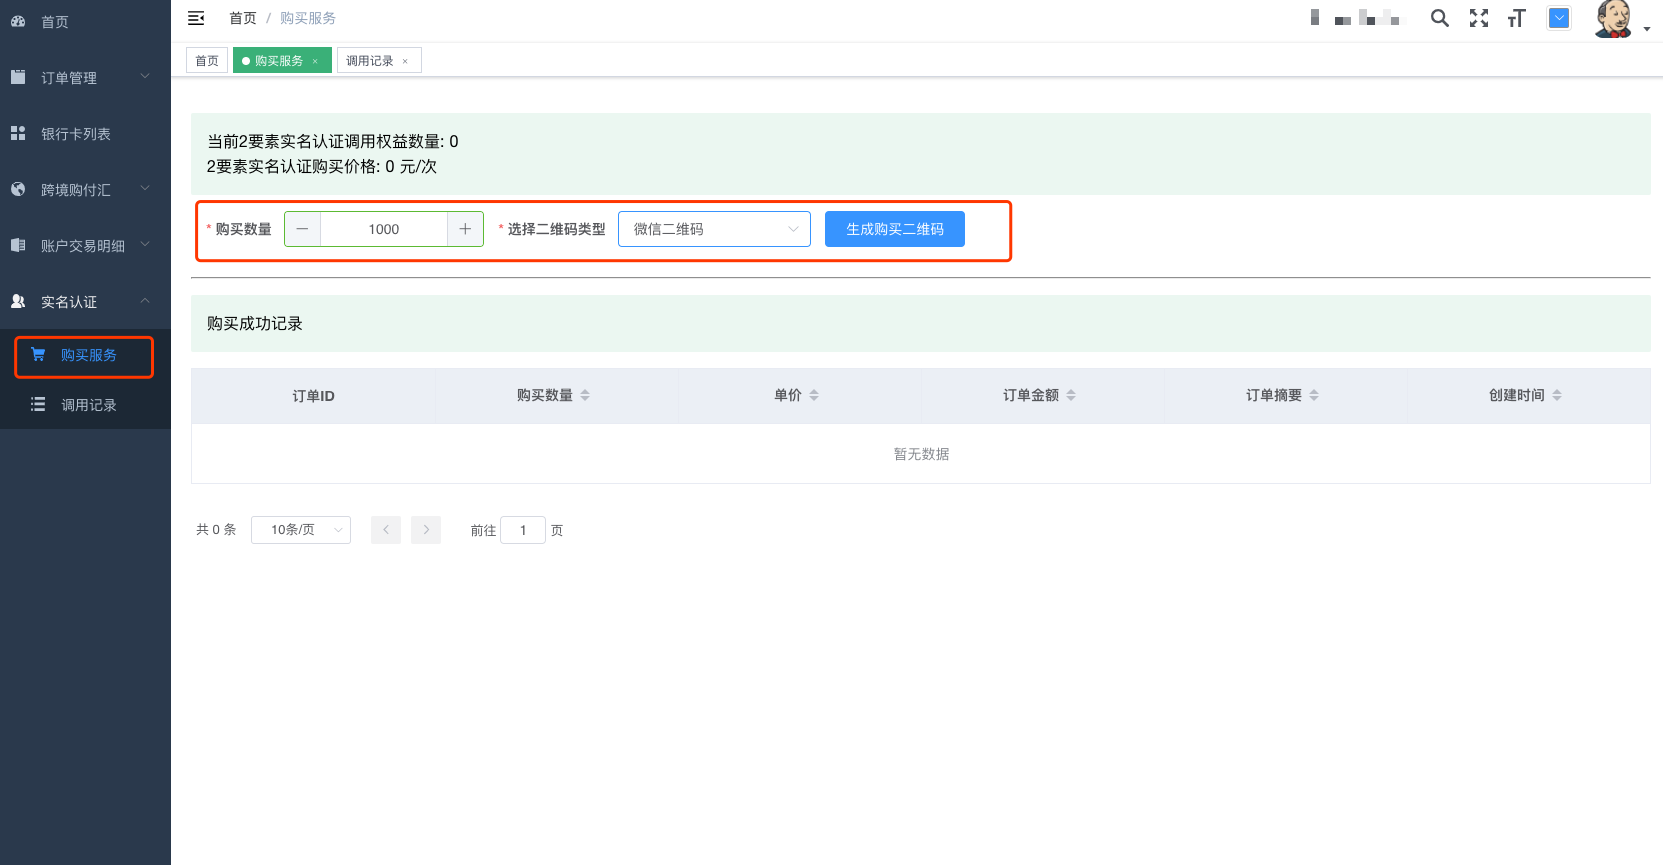 首页
订单管理
银行卡列表
跨境购付汇
账户交易明细
实名认证
购买服务
调用记录
首页 / 购买服务
首页
购买服务 ×
调用记录 ×
当前2要素实名认证调用权益数量: 0
2要素实名认证购买价格: 0 元/次
* 购买数量 1000 * 选择二维码类型 微信二维码 生成购买二维码
购买成功记录
订单ID 购买数量 单价 订单金额 订单摘要 创建时间
暂无数据
共 0 条 10条/页 前往 1 页